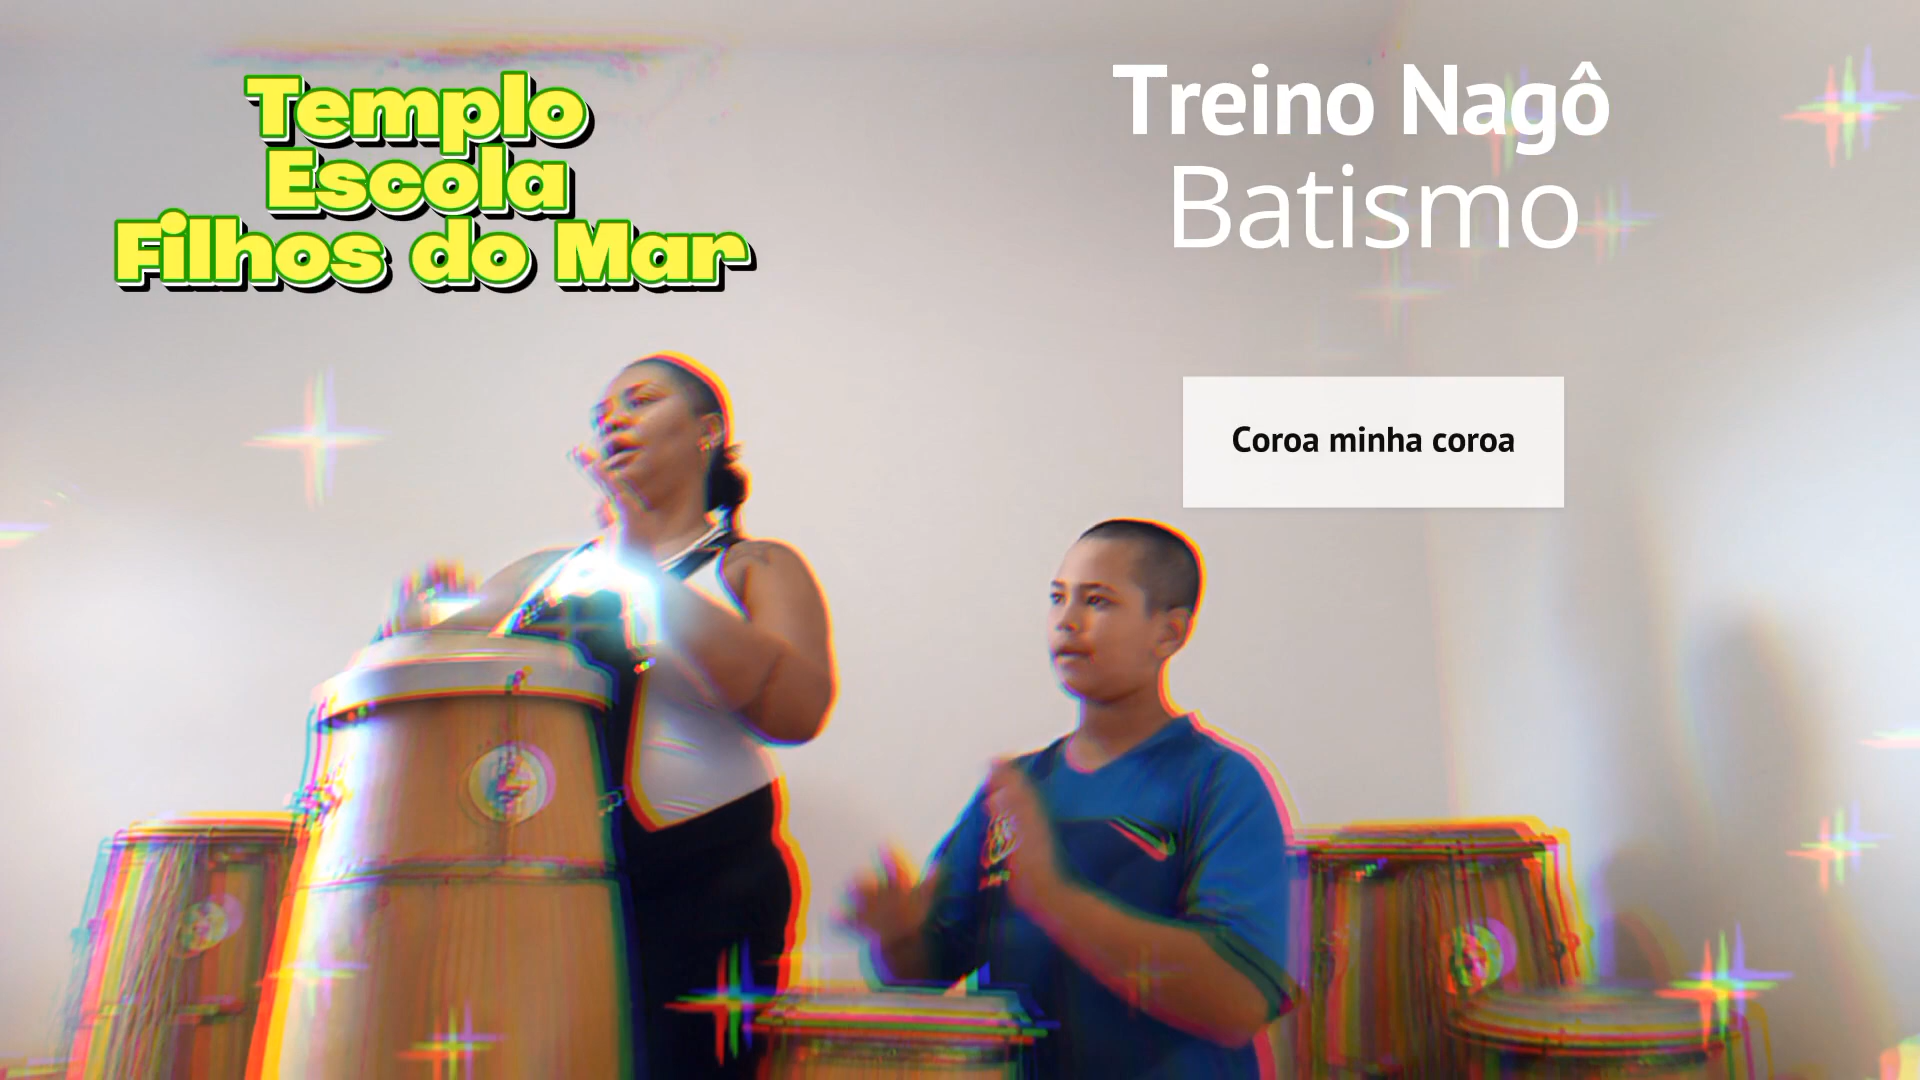 Templo
Escola
Filhos do Mar
Treino Nagô
Batismo
Coroa minha coroa